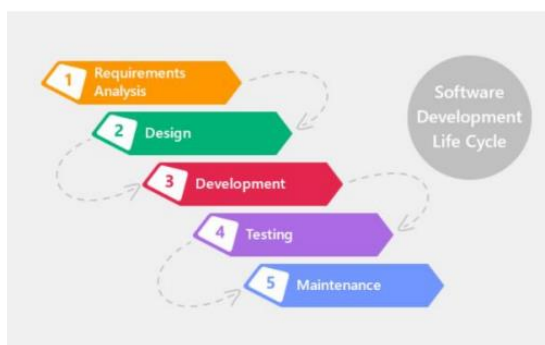 1
Requirements
Analysis
2
Design
3
Development
4
Testing
5
Maintenance
Software
Development
Life Cycle